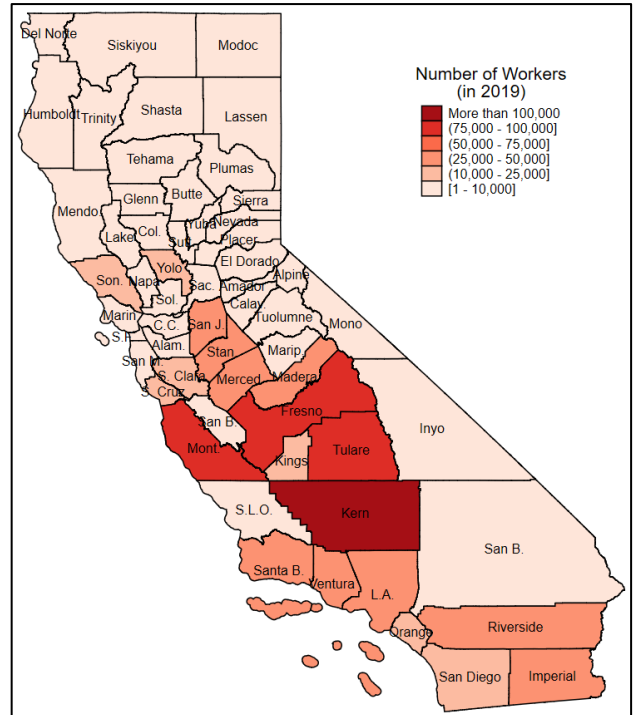 Del Norte
Siskiyou
Modoc
Number of Workers
(in 2019)
More than 100,000
(75,000 - 100,000]
(50,000 - 75,000]
(25,000 - 50,000]
(10,000 - 25,000]
[1 - 10,000]
Humboldt
Trinity
Shasta
Lassen
Tehama
Plumas
Mendo
Glenn
Butte
Sierra
Lake
Col.
Sutt
Yuba
Nevada
Placer
Son.
Napa
Yolo
Sac.
El Dorado
Amador
Alpine
Sol.
Marin
C.C.
San J.
Calav
Tuolumne
Mono
S.F.
Alam.
San M.
Stan.
Marip.
S. Clara
S. Cruz
Merced
Madera
San B.
Fresno
Inyo
Mont.
Kings
Tulare
S.L.O.
Kern
San B.
Santa B.
Ventura
L.A.
Orange
Riverside
San Diego
Imperial